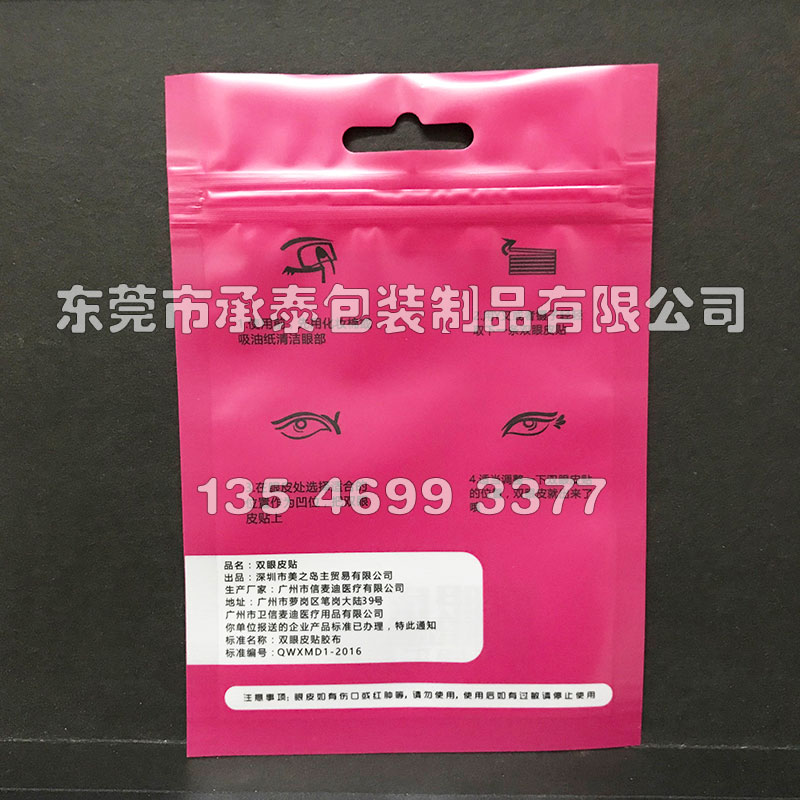 东莞市承泰包装制品有限公司
吸油纸清洁眼部
双眼皮贴
135 4699 3377
皮贴上
品名：双眼皮贴
出品：深圳市美之岛主贸易有限公司
生产厂家：广州市信麦迪医疗有限公司
地址：广州市萝岗区笔岗大陆39号
广州市卫信麦迪医疗用品有限公司
你单位报送的企业产品标准已办理，特此通知
标准名称：双眼皮贴胶布
标准编号：QWXMD1-2016
注意事项：眼皮如有伤口或红肿等，请勿使用，使用后如有过敏请停止使用